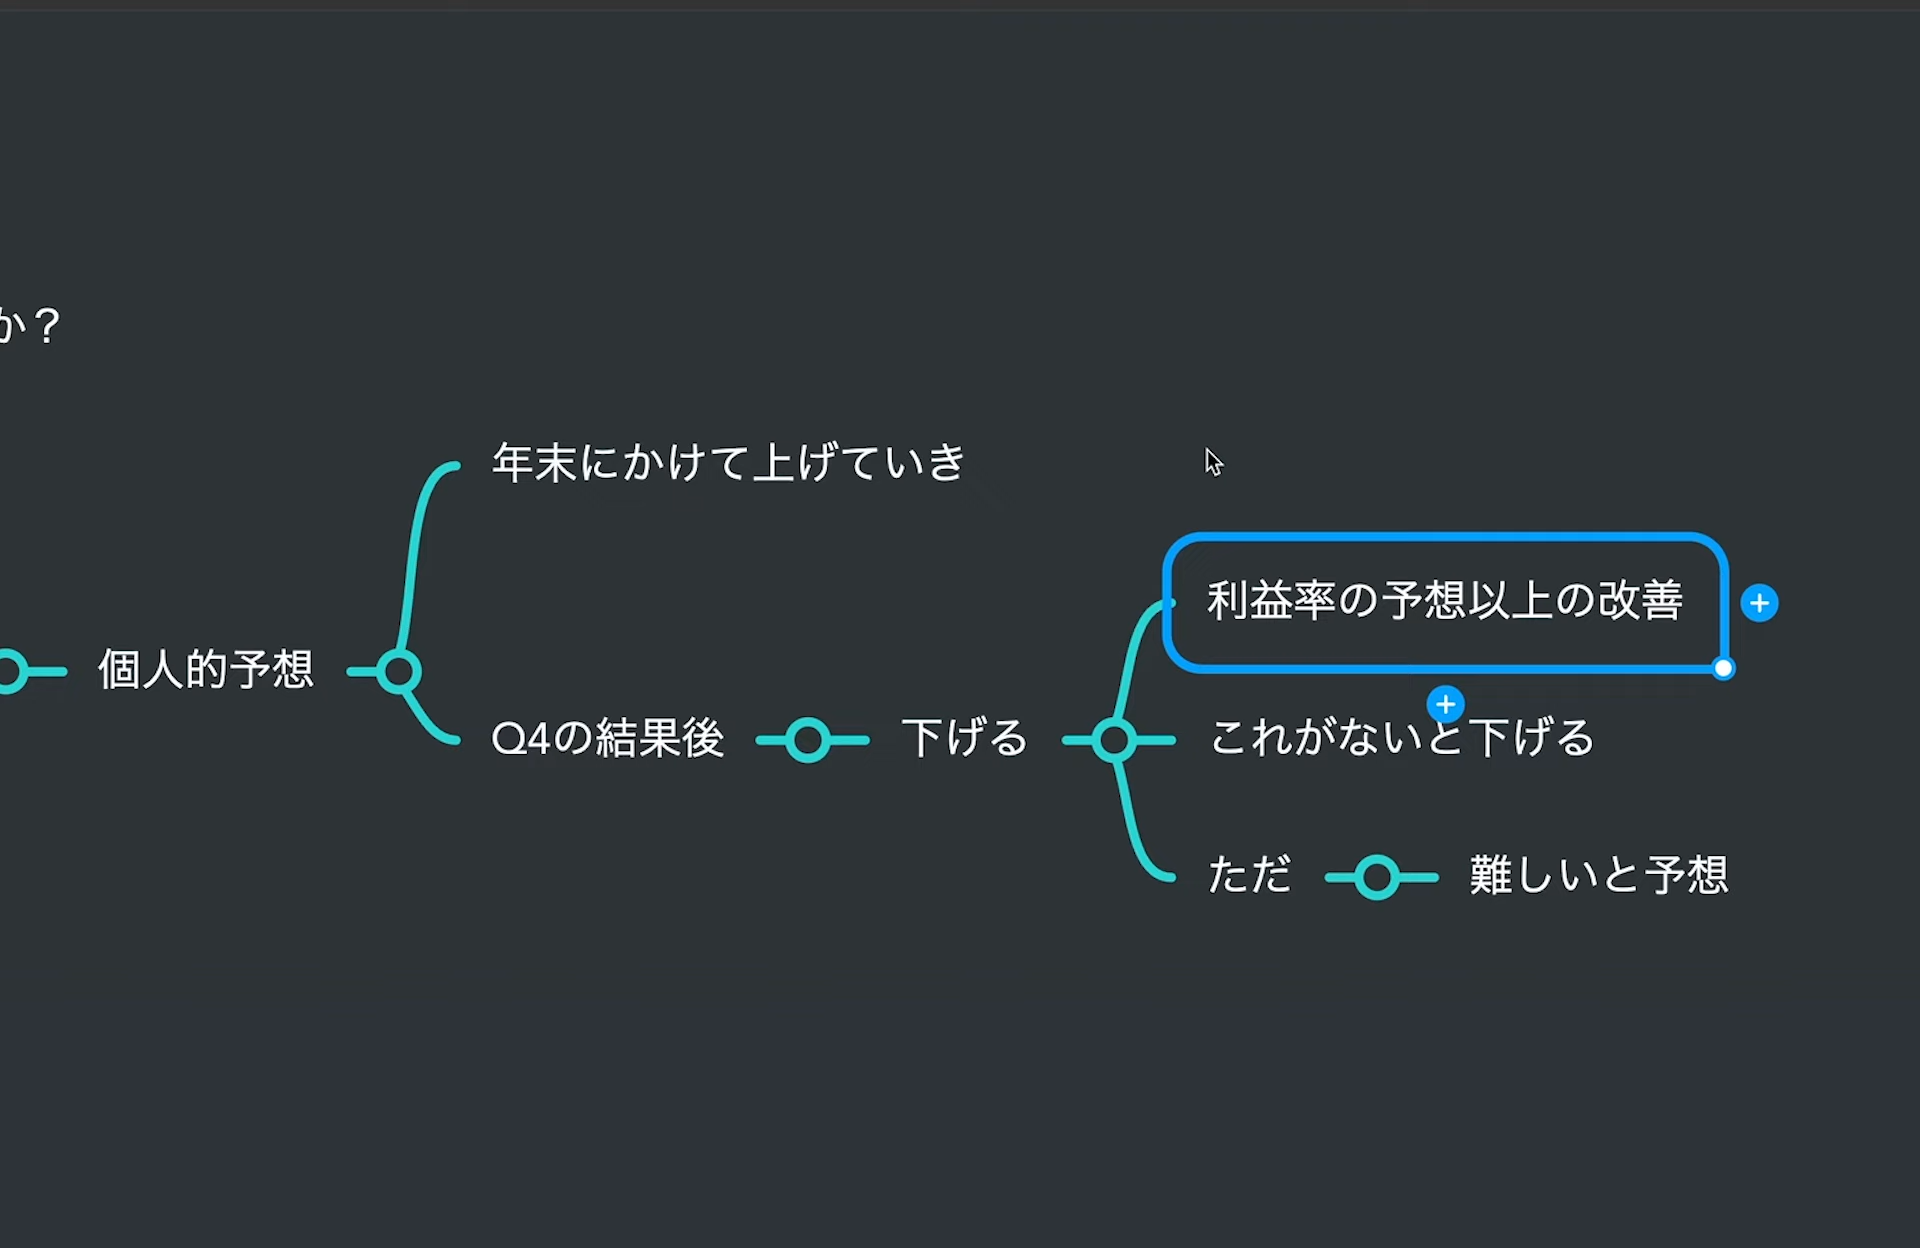 か？
年末にかけて上げていき
利益率の予想以上の改善
個人的予想
Q4の結果後
下げる
これがないと下げる
ただ
難しいと予想